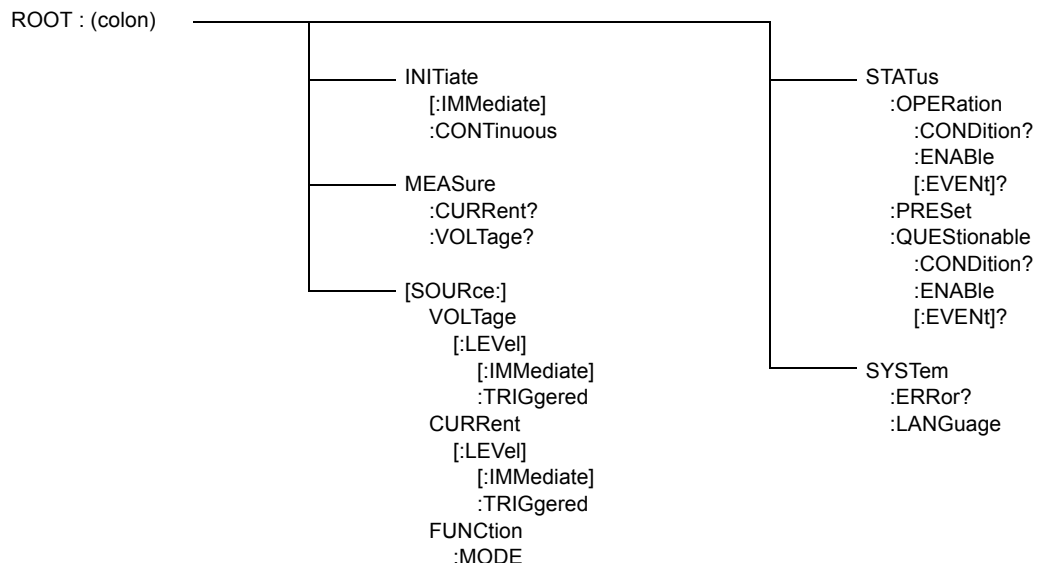 ROOT : (colon)
INITiate
[:IMMediate]
:CONTinuous
MEASure
:CURRent?
:VOLTage?
[SOURce:]
VOLTage
[:LEVel]
[:IMMediate]
:TRIGgered
CURRent
[:LEVel]
[:IMMediate]
:TRIGgered
FUNCtion
:MODE
STATus
:OPERation
:CONDition?
:ENABle
[:EVENt]?
:PRESet
:QUEStionable
:CONDition?
:ENABle
[:EVENt]?
SYSTem
:ERRor?
:LANGuage